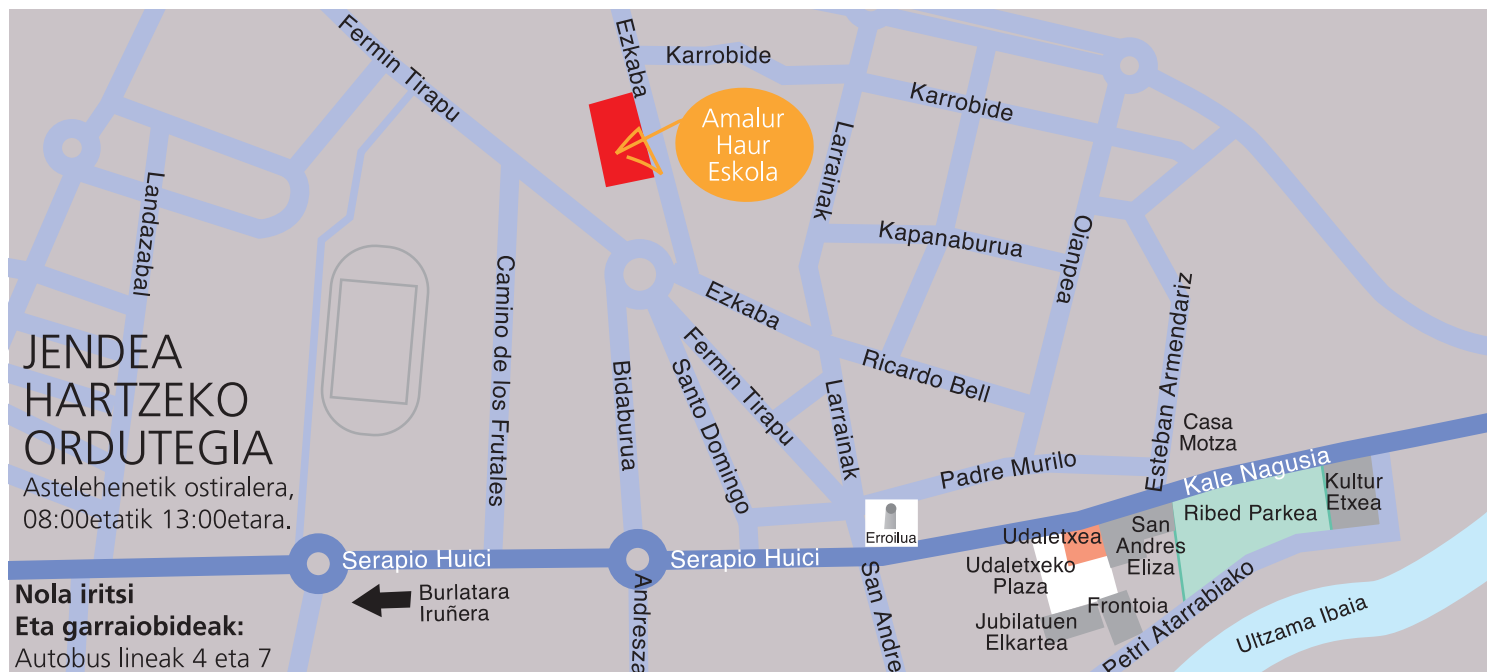 Fermin Tirapu
Ezkaba
Karrobide
Karrobide
Amalur
Haur
Eskola
Larrainak
Landazabal
Kapanaburua
Oianpea
Camino de los Frutales
Ezkaba
Esteban Armendariz
JENDEA
HARTZEKO
ORDUTEGIA
Astelehenetik ostiralera,
08:00etatik 13:00etara.
Bidaburua
Santo Domingo
Fermin Tirapu
Larrainak
Ricardo Bell
Casa
Motza
Padre Murilo
Kale Nagusia
Kultur
Etxea
Ribed Parkea
Erroilua
Udaletxea
San
Andres
Eliza
Serapio Huici
Serapio Huici
Udaletxeko
Plaza
Nola iritsi
Eta garraiobideak:
Autobus lineak 4 eta 7
Burlatara
Iruñera
Andresza
San Andre
Frontoia
Jubilatuen
Elkartea
Petri Atarrabiako
Ultzama Ibaia